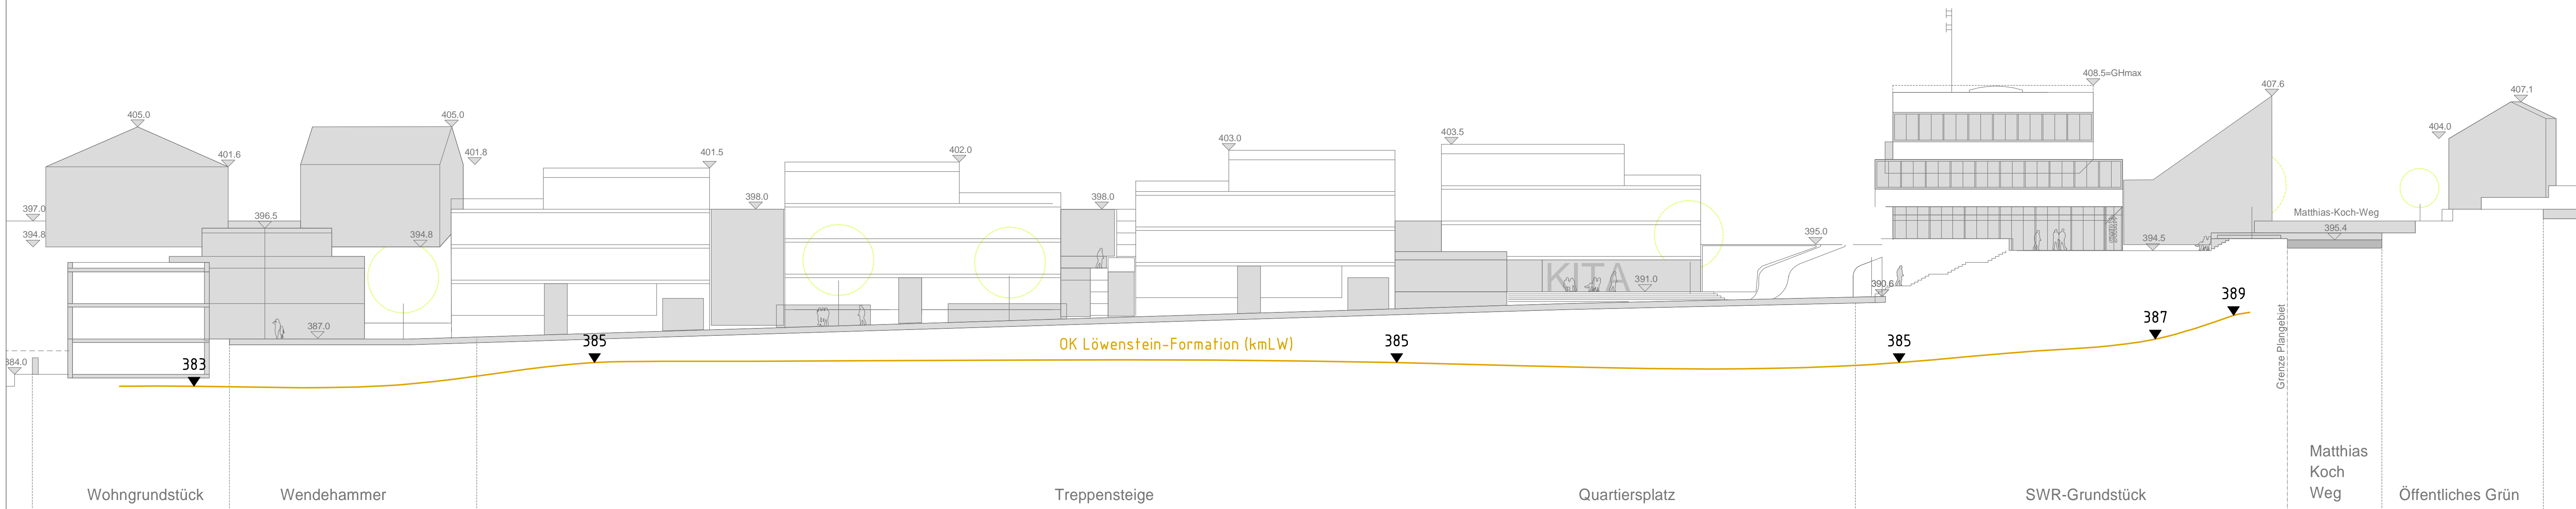 408.5=GHmax
407.6
407.1
405.0
405.0
404.0
403.5
403.0
402.0
401.8
401.6
401.5
398.0
398.0
397.0
396.5
Matthias-Koch-Weg
395.4
395.0
394.8
394.8
394.5
KITA
391.0
390.6
387.0
384.0
389
387
385
385
385
383
OK Löwenstein-Formation (kmLW)
Grenze Plangebiet
Wohngrundstück
Wendehammer
Treppensteige
Quartiersplatz
SWR-Grundstück
Matthias
Koch
Weg
Öffentliches Grün